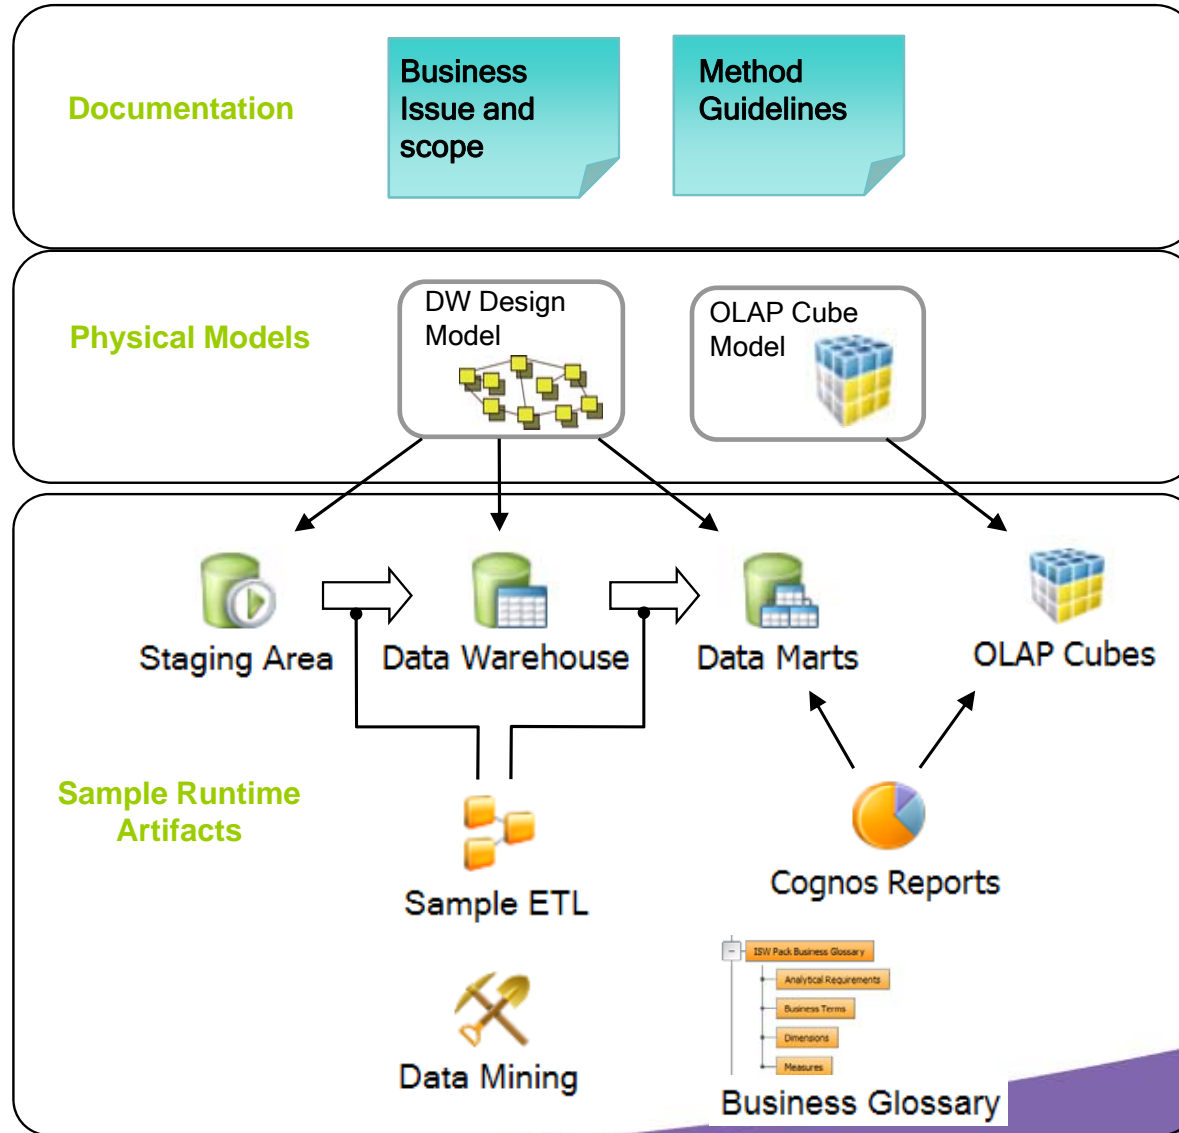 Documentation
Business
Issue and
scope
Method
Guidelines
Physical Models
DW Design
Model
OLAP Cube
Model
Staging Area
Data Warehouse
Data Marts
OLAP Cubes
Sample Runtime
Artifacts
Sample ETL
Cognos Reports
Data Mining
ISW Pack Business Glossary
Analytical Requirements
Business Terms
Dimensions
Measures
Business Glossary